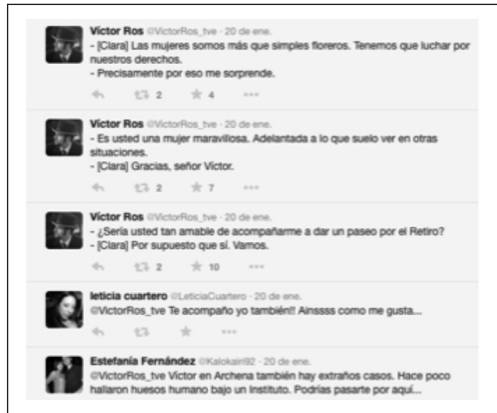 Víctor Ros @VictorRos_tve · 20 de ene.
- [Clara] Las mujeres somos más que simples floreros. Tenemos que luchar por
nuestros derechos.
- Precisamente por eso me sorprende.
2 4
Víctor Ros @VictorRos_tve · 20 de ene.
- Es usted una mujer maravillosa. Adelantada a lo que suelo ver en otras
situaciones.
- [Clara] Gracias, señor Víctor.
2 7
Víctor Ros @VictorRos_tve · 20 de ene.
- ¿Sería usted tan amable de acompañarme a dar un paseo por el Retiro?
- [Clara] Por supuesto que sí. Vamos.
2 10
leticia cuartero @LeticiaCuartero · 20 de ene.
@VictorRos_tve Te acompaño yo también!! Ainssss como me gusta...
Estefanía Fernández @Kalokairi92 · 20 de ene.
@VictorRos_tve Víctor en Archena también hay extraños casos. Hace poco
hallaron huesos humano bajo un Instituto. Podrías pasarte por aquí...